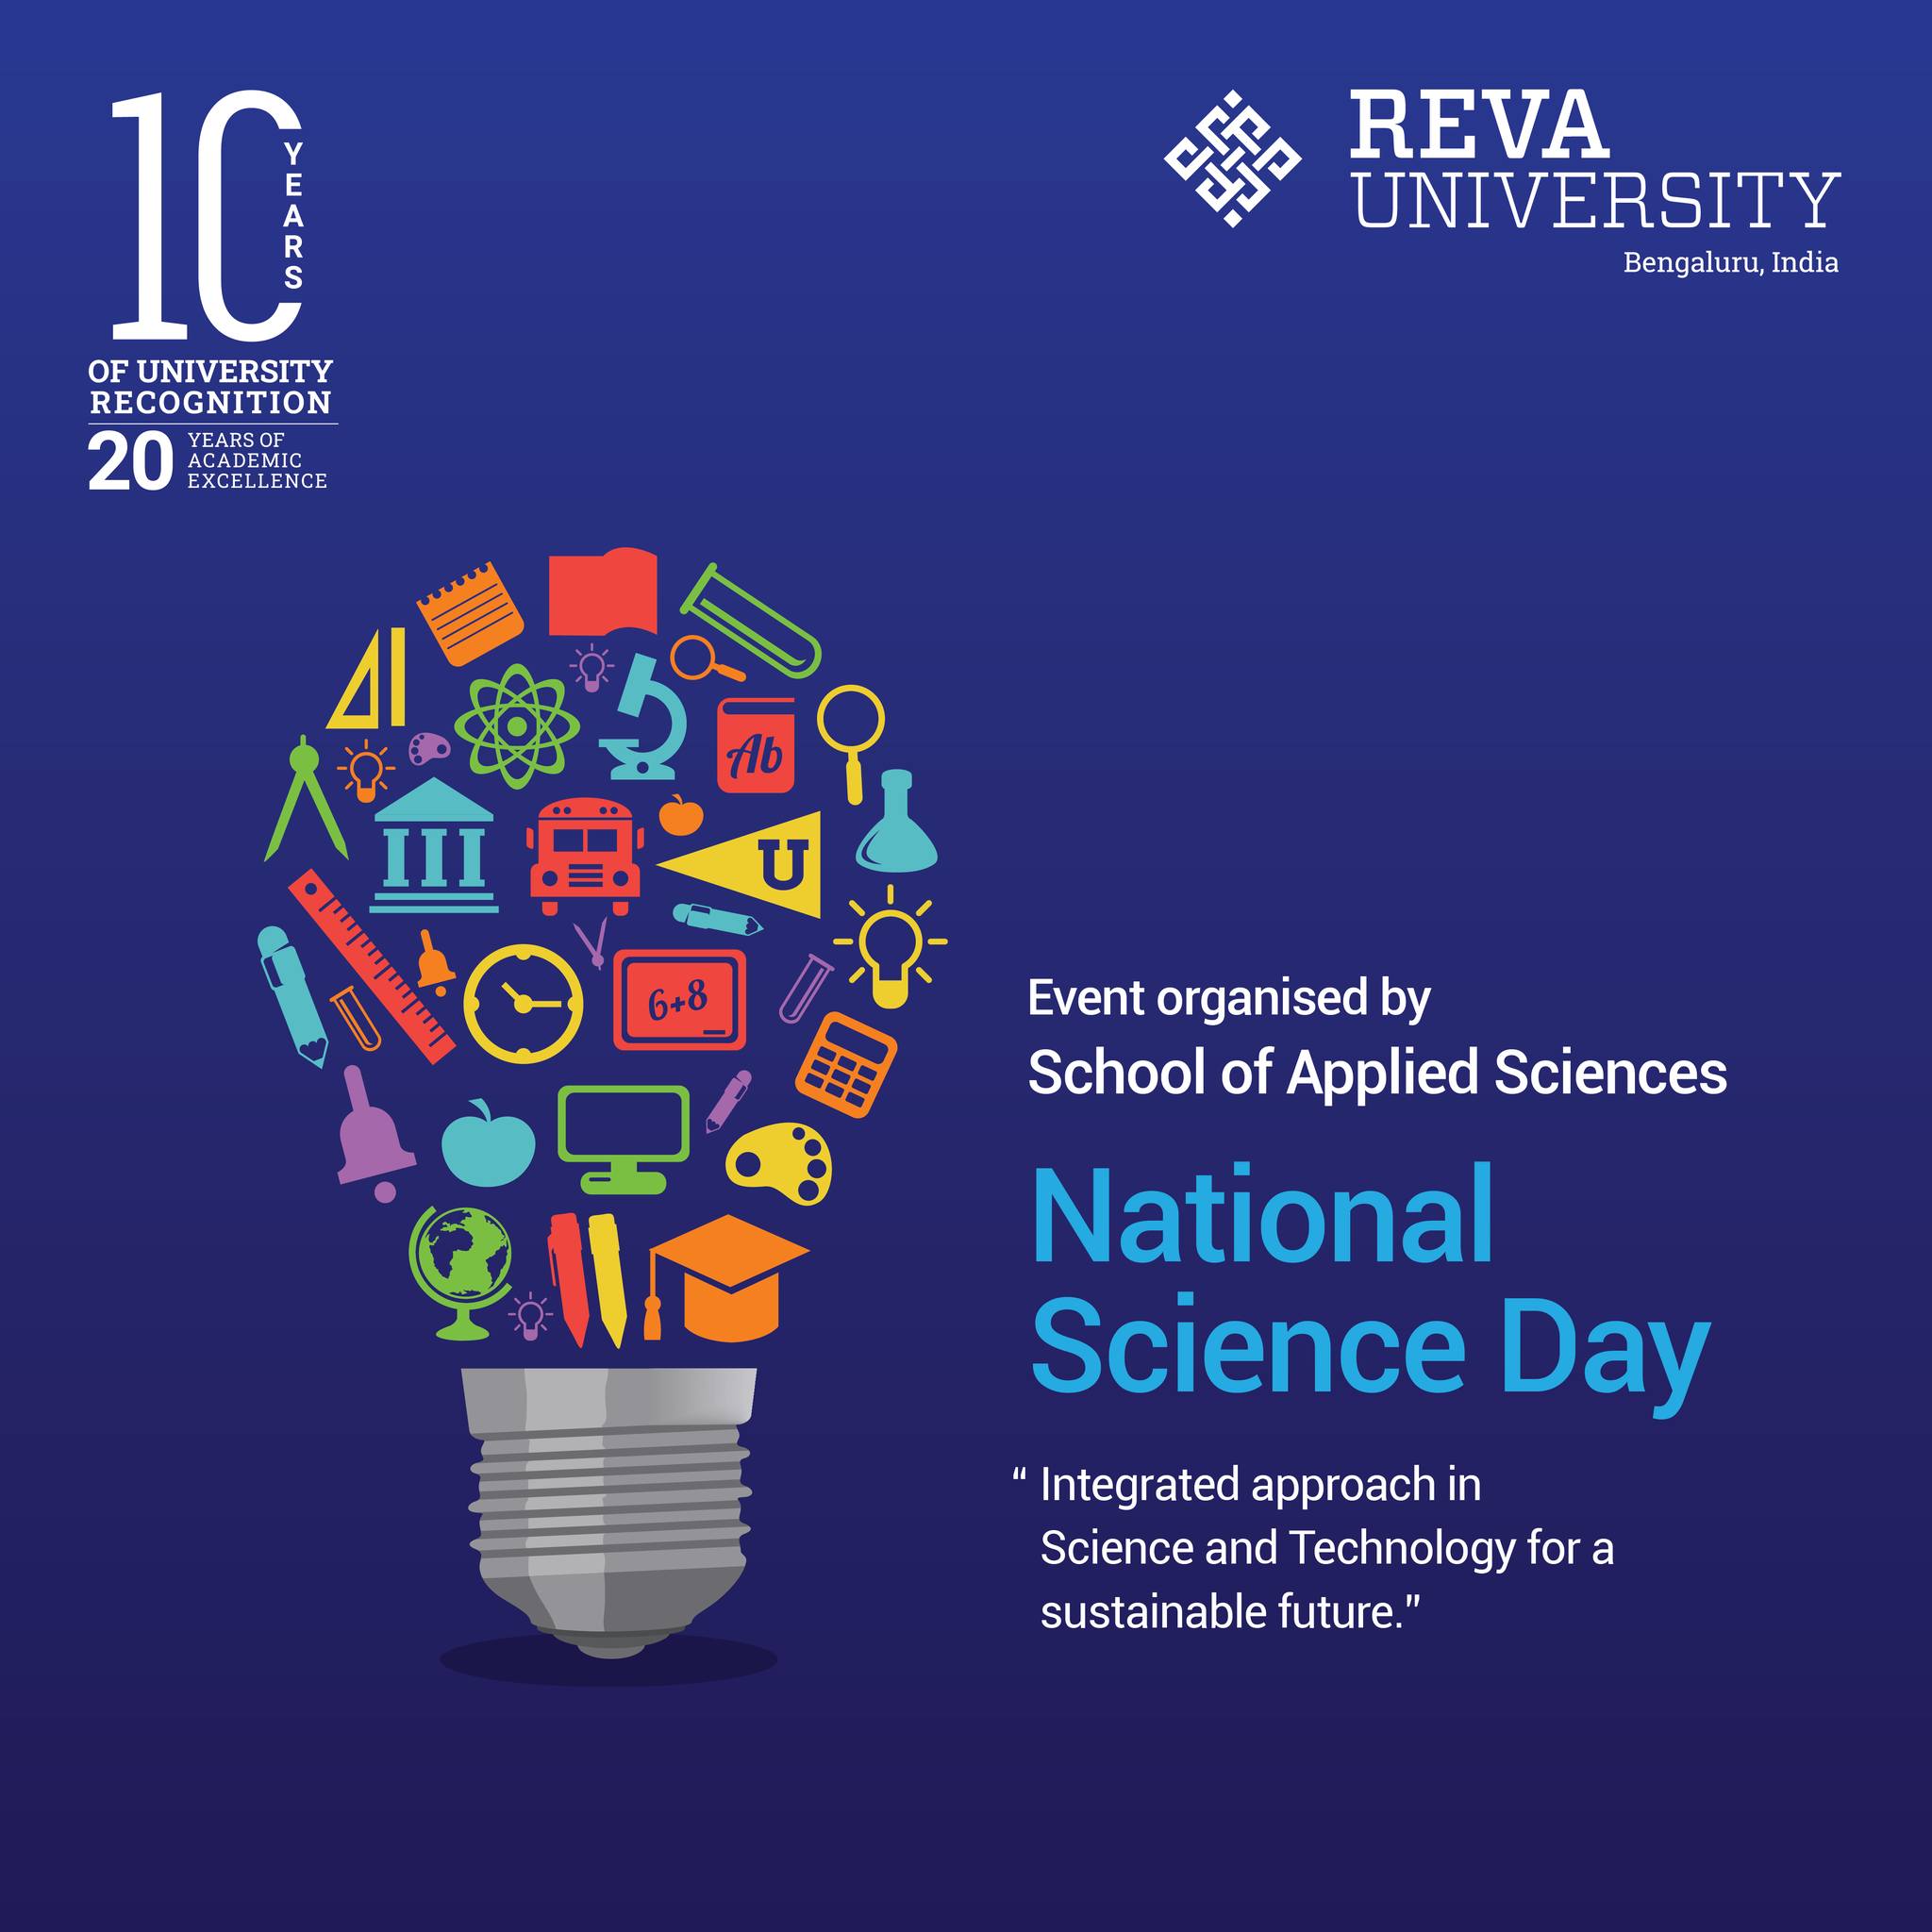 10
YEARS
OF UNIVERSITY
RECOGNITION
20 YEARS OF
ACADEMIC
EXCELLENCE
REVA
UNIVERSITY
Bengaluru, India
Ab
U
6+8
Event organised by
School of Applied Sciences
National
Science Day
“ Integrated approach in
Science and Technology for a
sustainable future.”